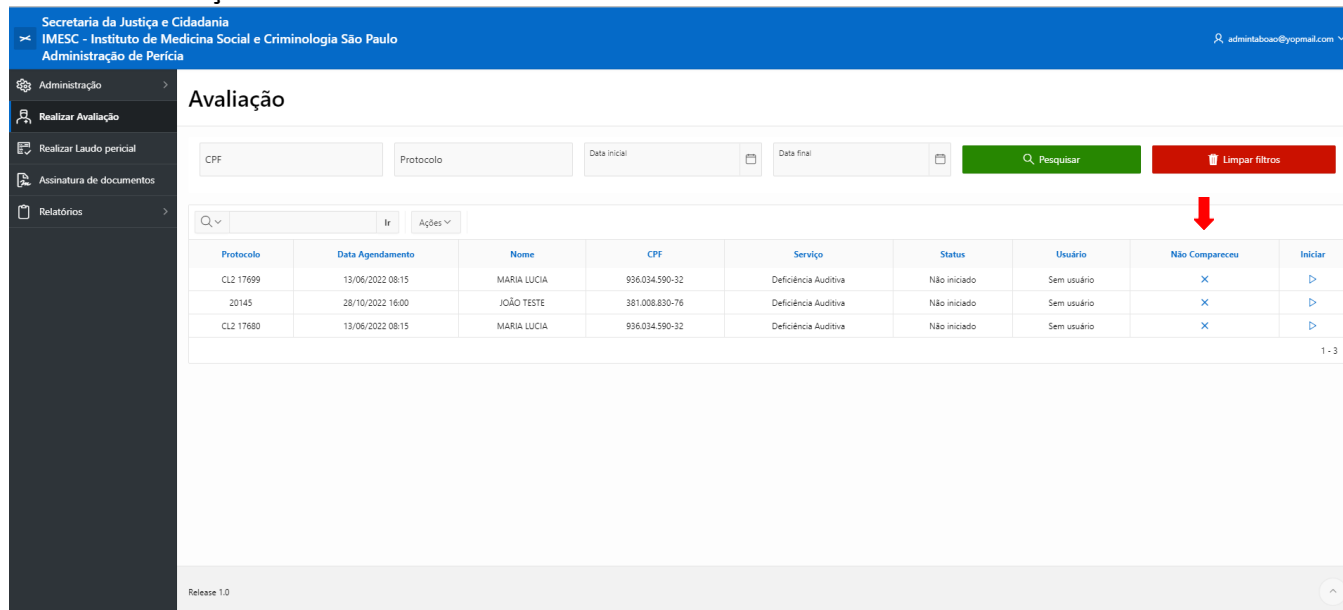 Secretaria da Justiça e Cidadania
IMESC - Instituto de Medicina Social e Criminologia São Paulo
Administração de Perícia
admintaboao@yopmail.com
Administração
Realizar Avaliação
Realizar Laudo pericial
Assinatura de documentos
Relatórios
Avaliação
CPF Protocolo Data inicial Data final Pesquisar Limpar filtros
Ir Ações
Protocolo Data Agendamento Nome CPF Serviço Status Usuário Não Compareceu Iniciar
CL2 17699 13/06/2022 08:15 MARIA LUCIA 936.034.590-32 Deficiência Auditiva Não iniciado Sem usuário
20145 28/10/2022 16:00 JOÃO TESTE 381.008.830-76 Deficiência Auditiva Não iniciado Sem usuário
CL2 17680 13/06/2022 08:15 MARIA LUCIA 936.034.590-32 Deficiência Auditiva Não iniciado Sem usuário
1 - 3
Release 1.0